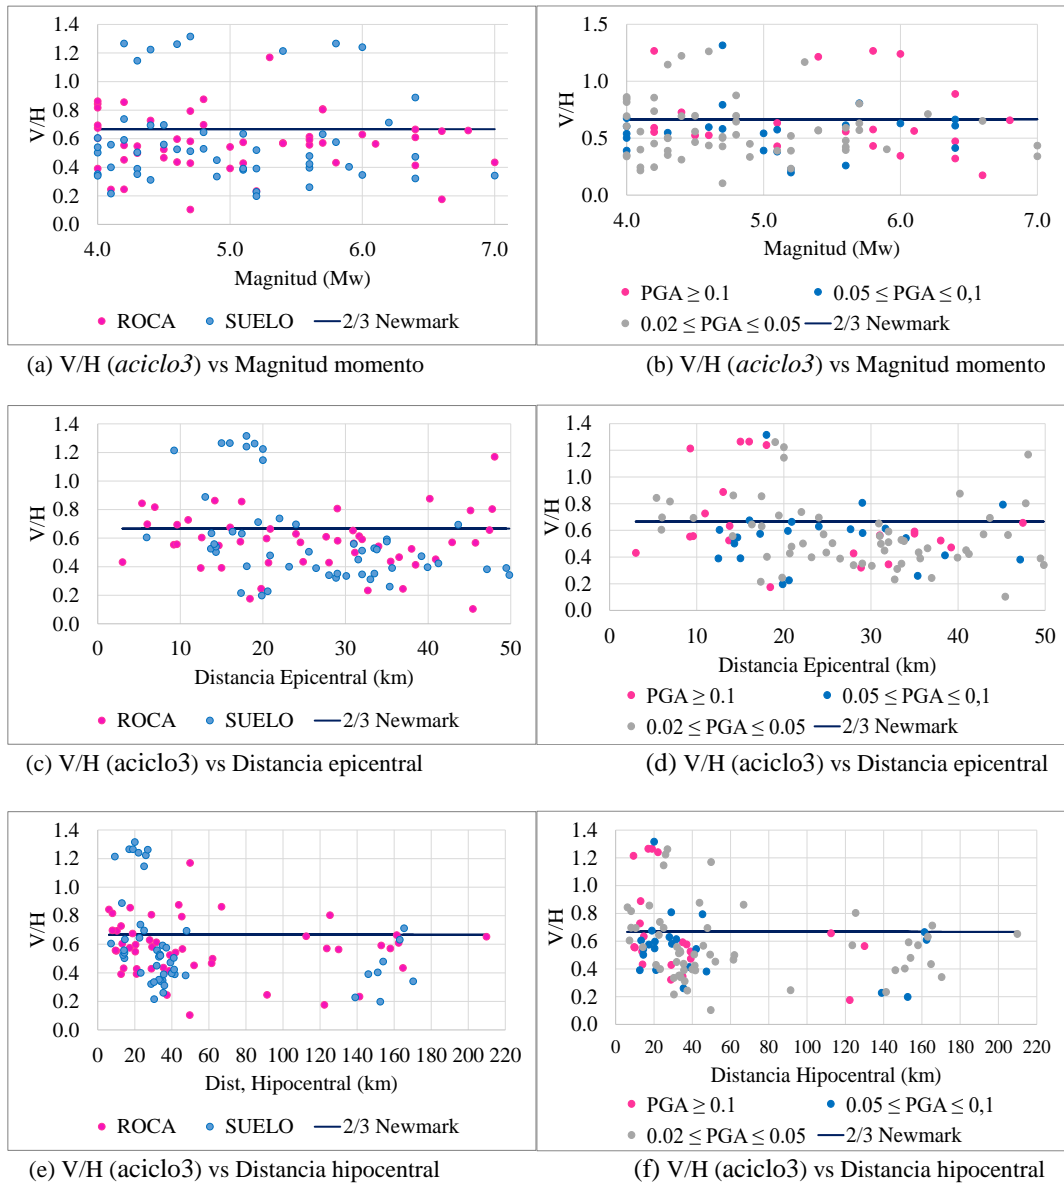 1.4
1.2
1.0
0.8
0.6
0.4
0.2
0.0
V/H
4.0 5.1 6.0 7.0
Magnitud (Mw)
ROCA SUELO 2/3 Newmark
(a) V/H (aciclo3) vs Magnitud momento
1.5
1.0
0.5
0.0
V/H
4.0 5.1 6.0 7.0
Magnitud (Mw)
PGA ≥ 0.1 0.05 ≤ PGA ≤ 0,1
0.02 ≤ PGA ≤ 0.05 2/3 Newmark
(b) V/H (aciclo3) vs Magnitud momento
1.4
1.2
1.0
0.8
0.6
0.4
0.2
0.0
V/H
0 10 20 30 40 50
Distancia Epicentral (km)
ROCA SUELO 2/3 Newmark
(c) V/H (aciclo3) vs Distancia epicentral
1.4
1.2
1.0
0.8
0.6
0.4
0.2
0.0
V/H
0 10 20 30 40 50
Distancia Epicentral (km)
PGA ≥ 0.1 0.05 ≤ PGA ≤ 0,1
0.02 ≤ PGA ≤ 0.05 2/3 Newmark
(d) V/H (aciclo3) vs Distancia epicentral
1.4
1.2
1.0
0.8
0.6
0.4
0.2
0.0
V/H
0 20 40 60 80 100 120 140 160 180 200 220
Dist, Hipocentral (km)
ROCA SUELO 2/3 Newmark
(e) V/H (aciclo3) vs Distancia hipocentral
1.4
1.2
1.0
0.8
0.6
0.4
0.2
0.0
V/H
0 20 40 60 80 100 120 140 160 180 200 220
Distancia Hipocentral (km)
PGA ≥ 0.1 0.05 ≤ PGA ≤ 0,1
0.02 ≤ PGA ≤ 0.05 2/3 Newmark
(f) V/H (aciclo3) vs Distancia hipocentral